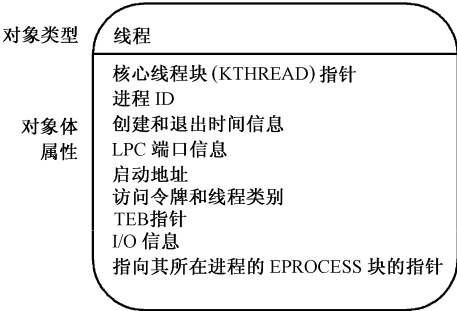 对象类型
线程
对象体
属性
核心线程块(KTHREAD)指针
进程 ID
创建和退出时间信息
LPC 端口信息
启动地址
访问令牌和线程类别
TEB指针
I/O 信息
指向其所在进程的 EPROCESS 块的指针